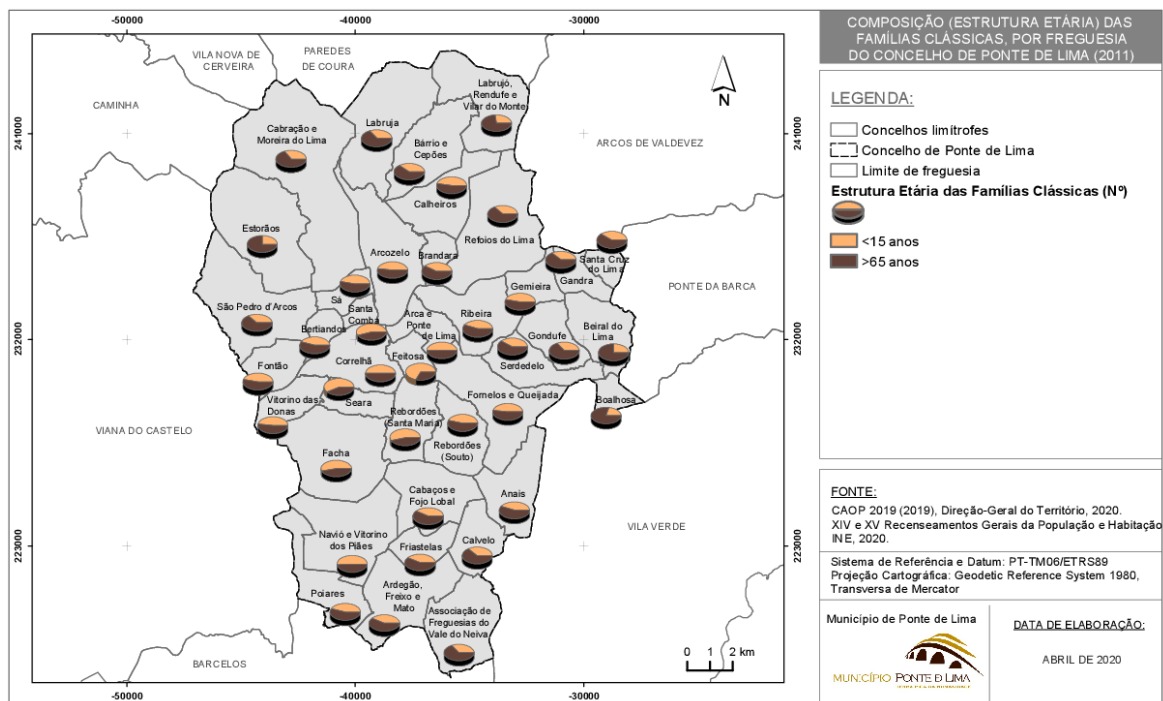 -50000
-40000
-30000
COMPOSIÇÃO (ESTRUTURA ETÁRIA) DAS
FAMÍLIAS CLÁSSICAS, POR FREGUESIA
DO CONCELHO DE PONTE DE LIMA (2011)
VILA NOVA DE
CERVEIRA
PAREDES
DE COURA
CAMINHA
ARCOS DE VALDEVEZ
PONTE DA BARCA
VIANA DO CASTELO
VILA VERDE
BARCELOS
N
241000
232000
223000
241000
232000
223000
Labrujó,
Rendufe e
Vilar do Monte
Cabração e
Moreira do Lima
Labruja
Bárrio e
Cepões
Calheiros
Estorãos
Refoios do Lima
Arcozelo
Brandara
Santa Cruz
do Lima
Gandra
Gemieira
Sá
São Pedro d'Arcos
Santa
Comba
Arca e
Ponte
de Lima
Ribeira
Bertiandos
Gondufe
Beiral do
Lima
Serdedelo
Correlhã
Feitosa
Fontão
Seara
Vitorino das
Donas
Fornelos e Queijada
Boalhosa
Rebordões
(Santa Maria)
Rebordões
(Souto)
Facha
Cabaços e
Fojo Lobal
Anais
Navió e Vitorino
dos Piães
Friastelas
Calvelo
Poiares
Ardegão,
Freixo e
Mato
Associação de
Freguesias do
Vale do Neiva
0 1 2 km
-50000
-40000
-30000
LEGENDA:
Concelhos limítrofes
Concelho de Ponte de Lima
Limite de freguesia
Estrutura Etária das Famílias Clássicas (Nº)
<15 anos
>65 anos
FONTE:
CAOP 2019 (2019), Direção-Geral do Território, 2020.
XIV e XV Recenseamentos Gerais da População e Habitação
INE, 2020.
Sistema de Referência e Datum: PT-TM06/ETRS89
Projeção Cartográfica: Geodetic Reference System 1980,
Transversa de Mercator
Município de Ponte de Lima
MUNICÍPIO PONTE D LIMA
DATA DE ELABORAÇÃO:
ABRIL DE 2020